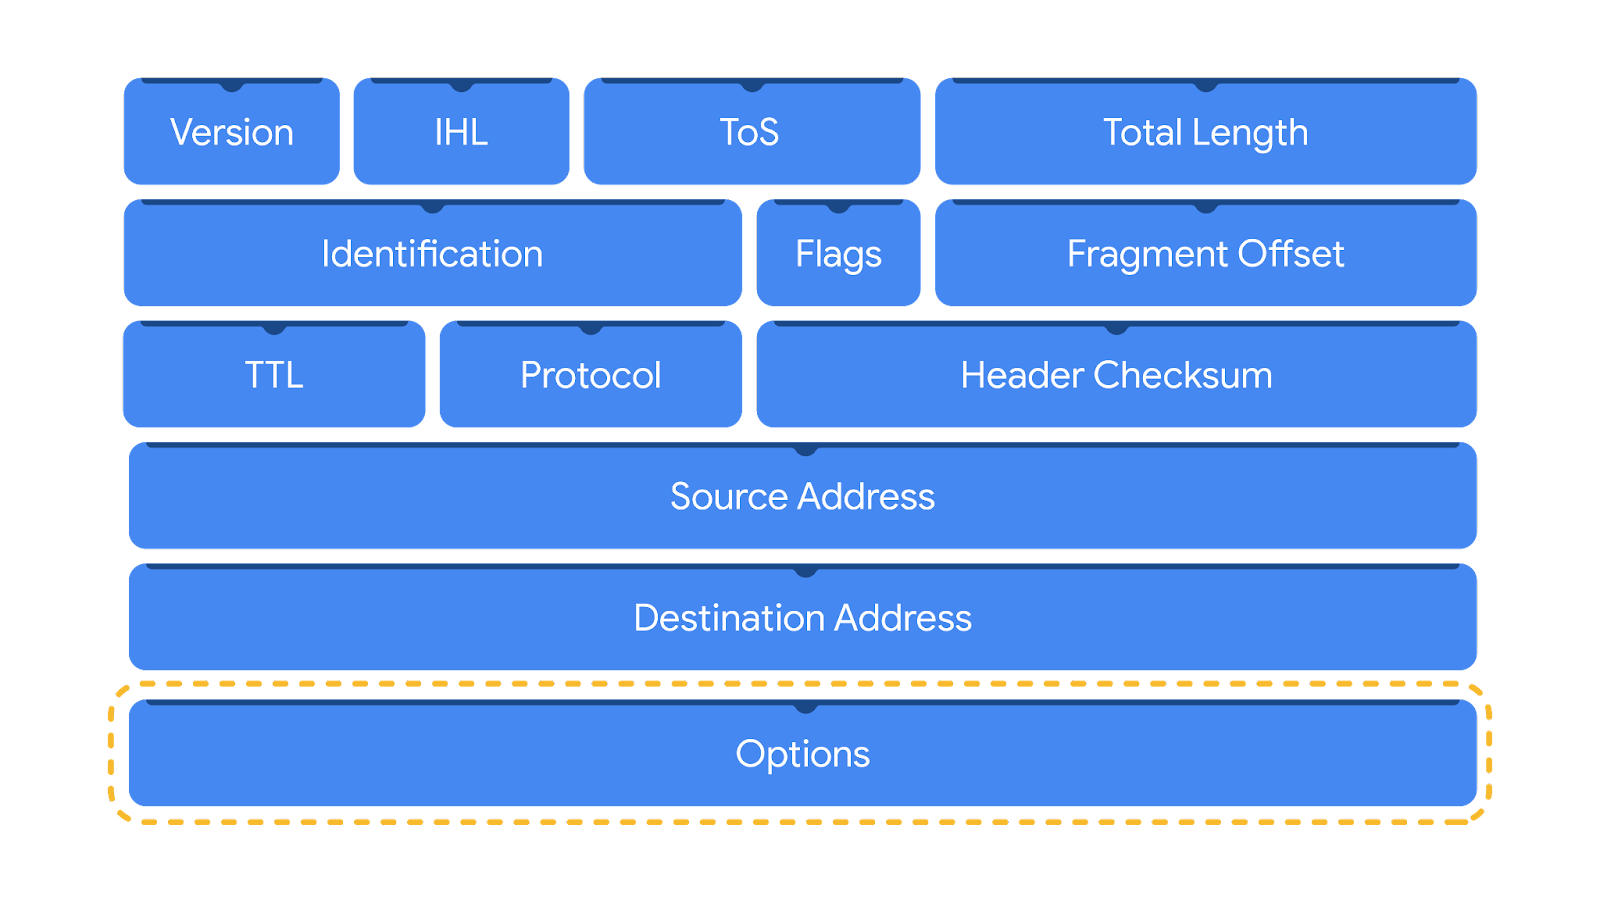 Version IHL ToS Total Length
Identification Flags Fragment Offset
TTL Protocol Header Checksum
Source Address
Destination Address
Options